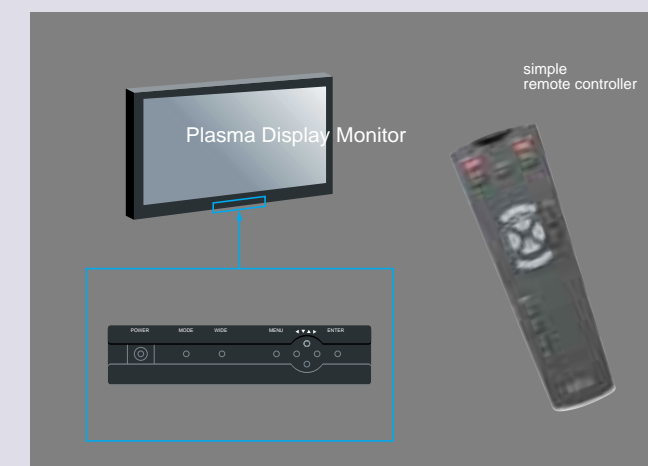 simple
remote controller
Plasma Display Monitor
POWER MODE WIDE MENU ◄▼▲► ENTER